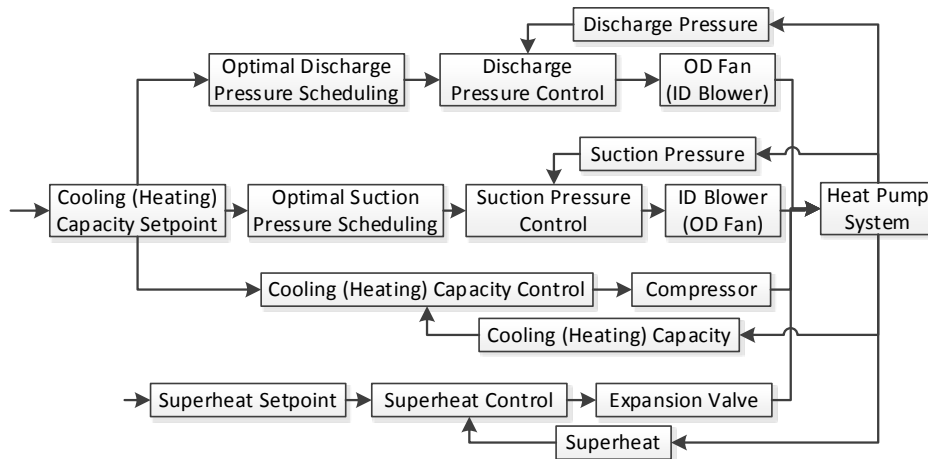 Discharge Pressure
Optimal Discharge
Pressure Scheduling
Discharge
Pressure Control
OD Fan
(ID Blower)
Suction Pressure
Cooling (Heating)
Capacity Setpoint
Optimal Suction
Pressure Scheduling
Suction Pressure
Control
ID Blower
(OD Fan)
Heat Pump
System
Cooling (Heating) Capacity Control
Compressor
Cooling (Heating) Capacity
Superheat Setpoint
Superheat Control
Expansion Valve
Superheat